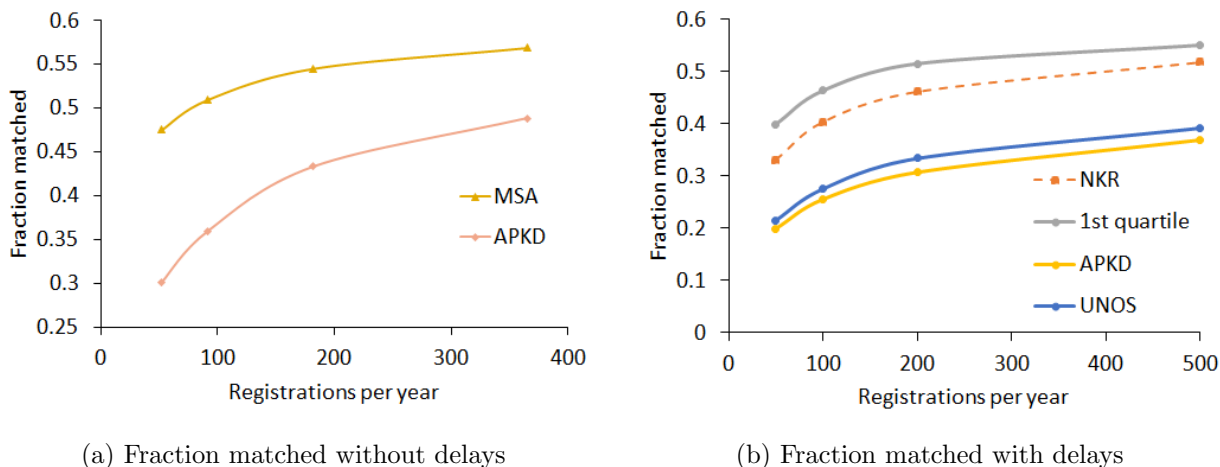 0.6
0.55
0.5
0.45
0.4
0.35
0.3
0.25
Fraction matched
0
100
200
300
400
Registrations per year
MSA
APKD
(a) Fraction matched without delays
0.6
0.5
0.4
0.3
0.2
0.1
0
Fraction matched
0
100
200
300
400
500
Registrations per year
NKR
1st quartile
APKD
UNOS
(b) Fraction matched with delays